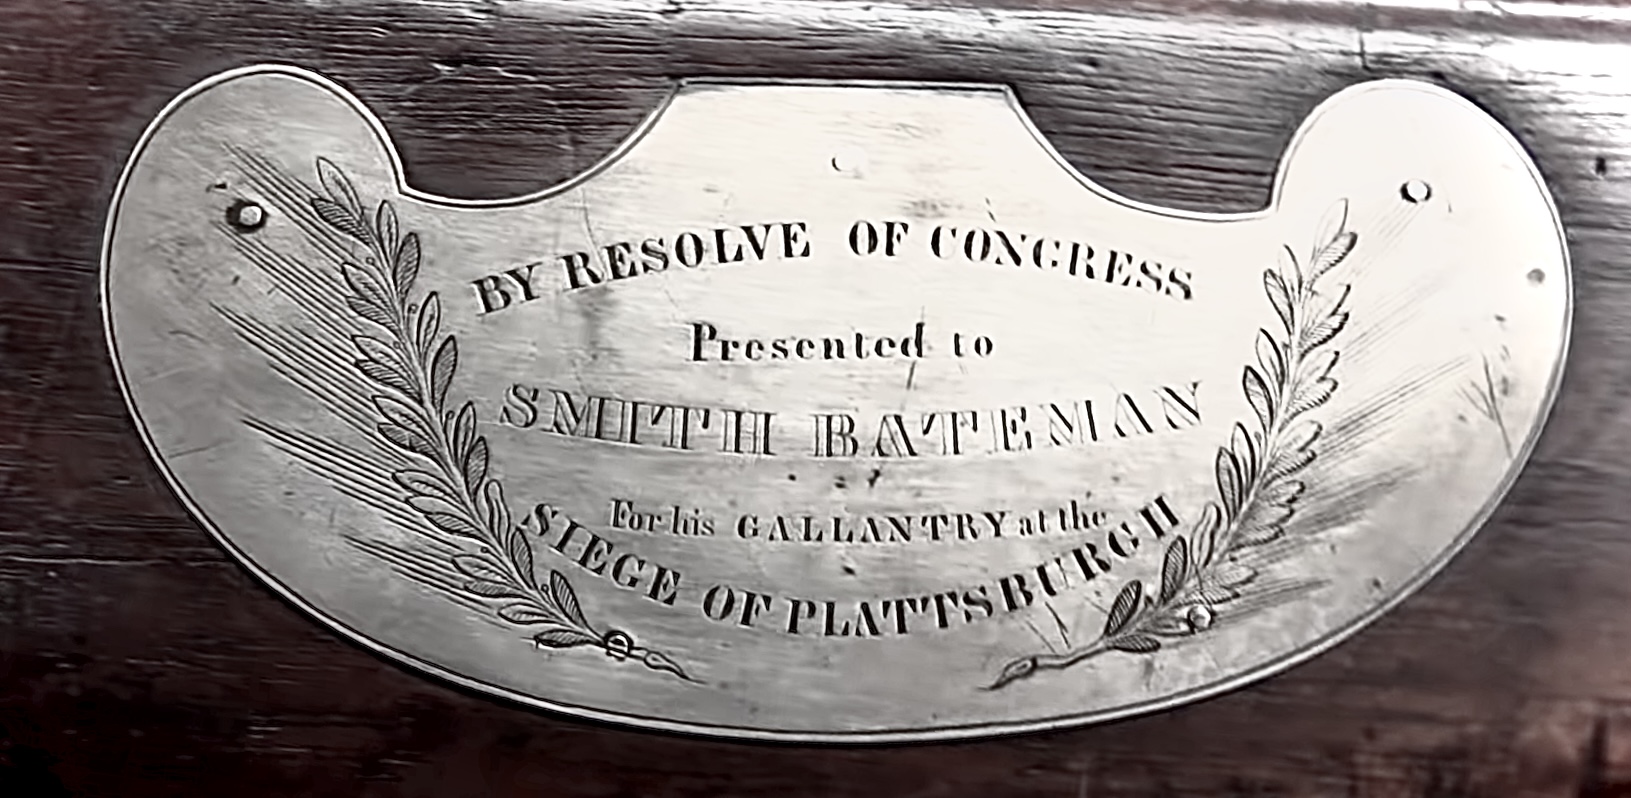 BY RESOLVE OF CONGRESS
Presented to
SMITH BATEMAN
For his GALLANTRY at the
SIEGE OF PLATTSBURGH